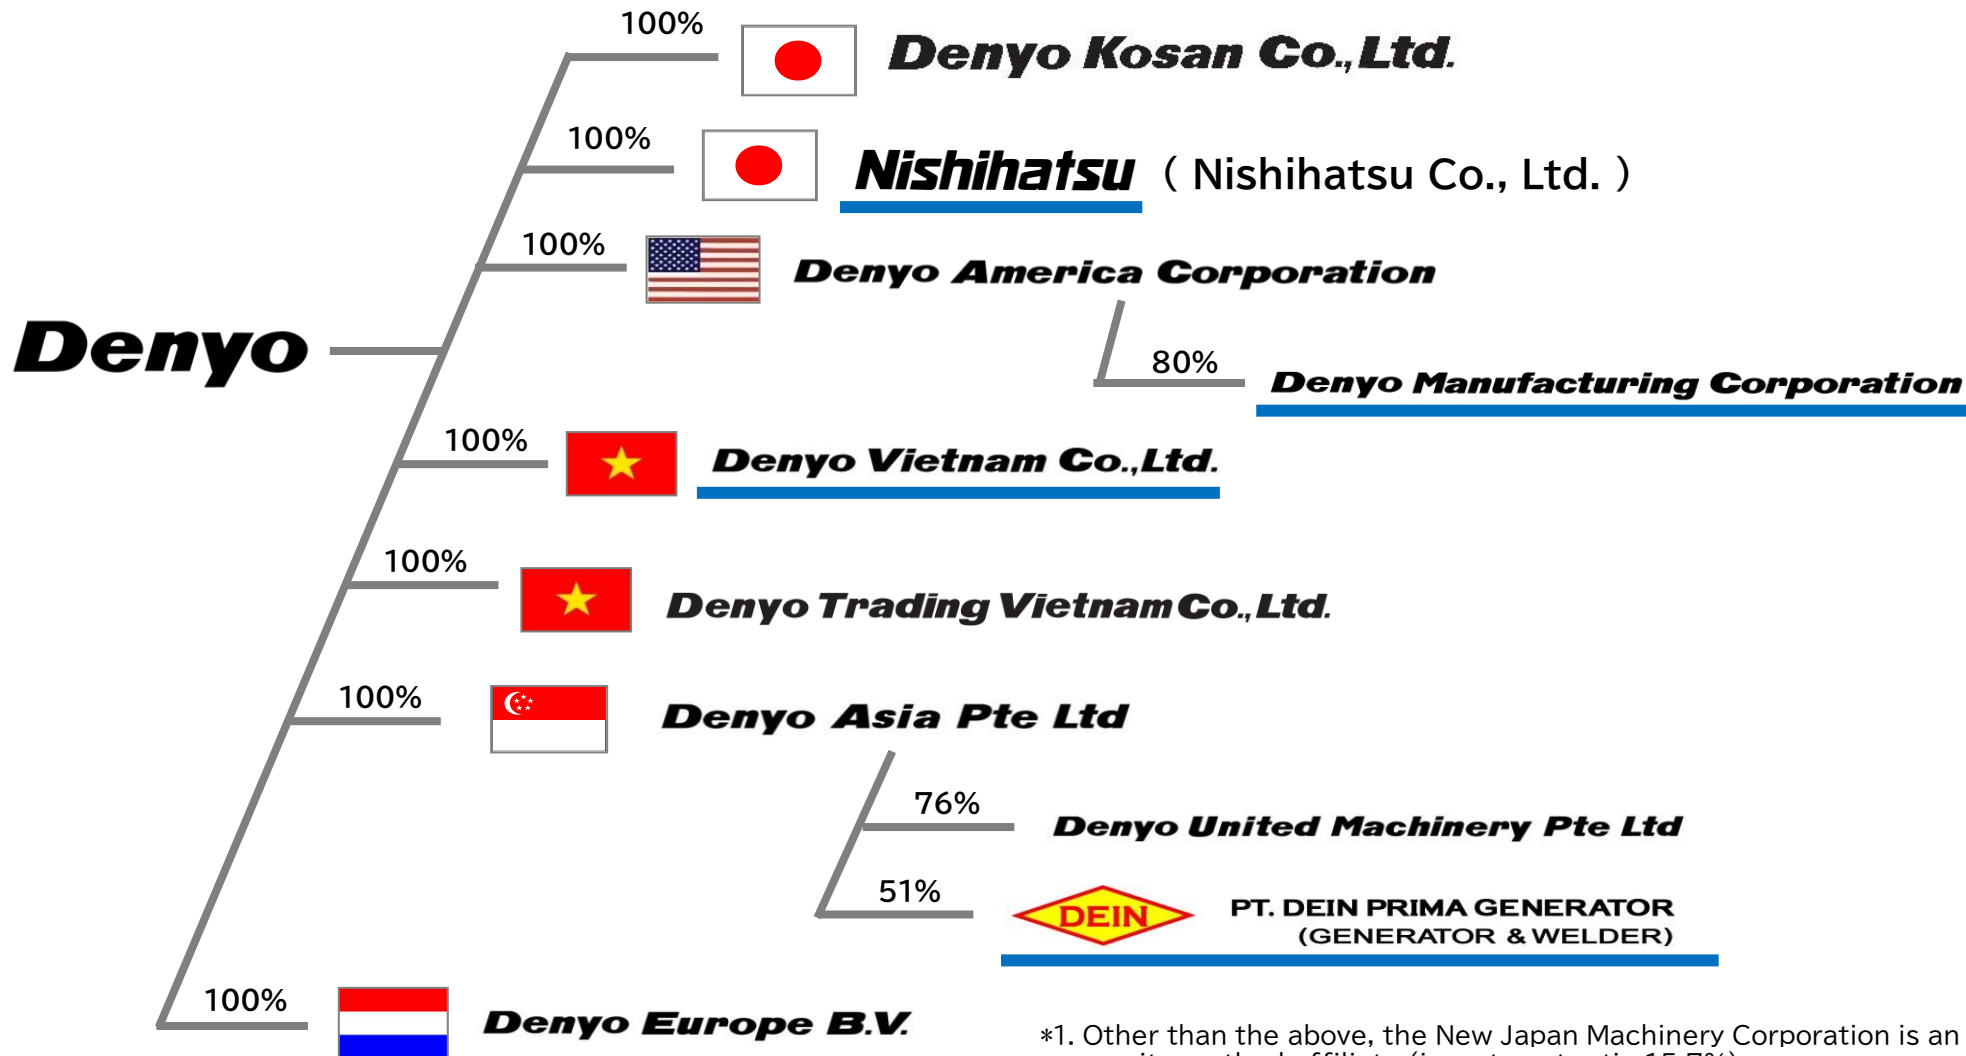 100%
Denyo Kosan Co.,Ltd.
100%
Nishihatsu ( Nishihatsu Co., Ltd. )
100%
Denyo America Corporation
Denyo
80%
Denyo Manufacturing Corporation
100%
Denyo Vietnam Co.,Ltd.
100%
Denyo Trading Vietnam Co.,Ltd.
100%
Denyo Asia Pte Ltd
76%
Denyo United Machinery Pte Ltd
51%
DEIN
PT. DEIN PRIMA GENERATOR
(GENERATOR & WELDER)
100%
Denyo Europe B.V.
*1. Other than the above, the New Japan Machinery Corporation is an